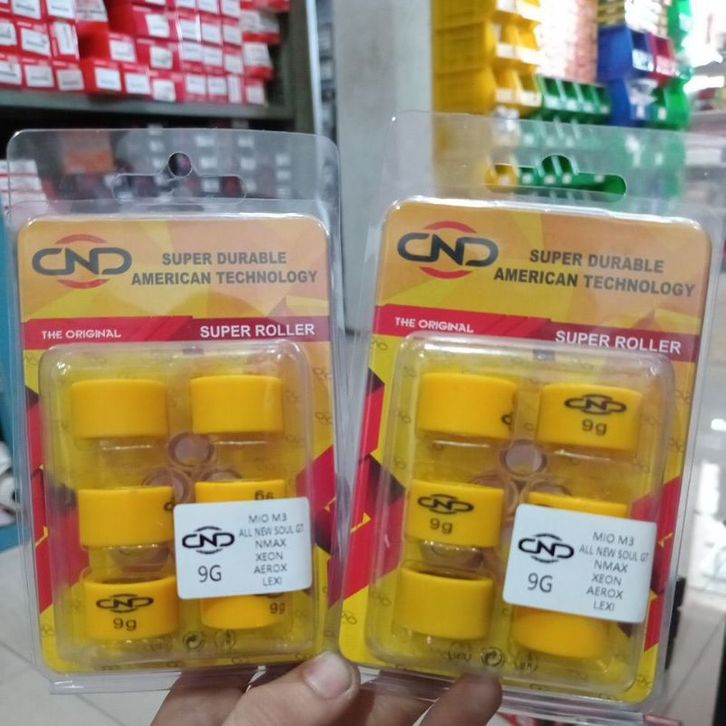 CND
SUPER DURABLE
AMERICAN TECHNOLOGY
THE ORIGINAL
SUPER ROLLER
CND
9g
9g
9g
CND
9G
MIO M3
ALL NEW SOUL GT
NMAX
XEON
AEROX
LEXI
CND
SUPER DURABLE
AMERICAN TECHNOLOGY
THE ORIGINAL
SUPER ROLLER
CND
9g
CND
9g
CND
9G
MIO M3
ALL NEW SOUL GT
NMAX
XEON
AEROX
LEXI